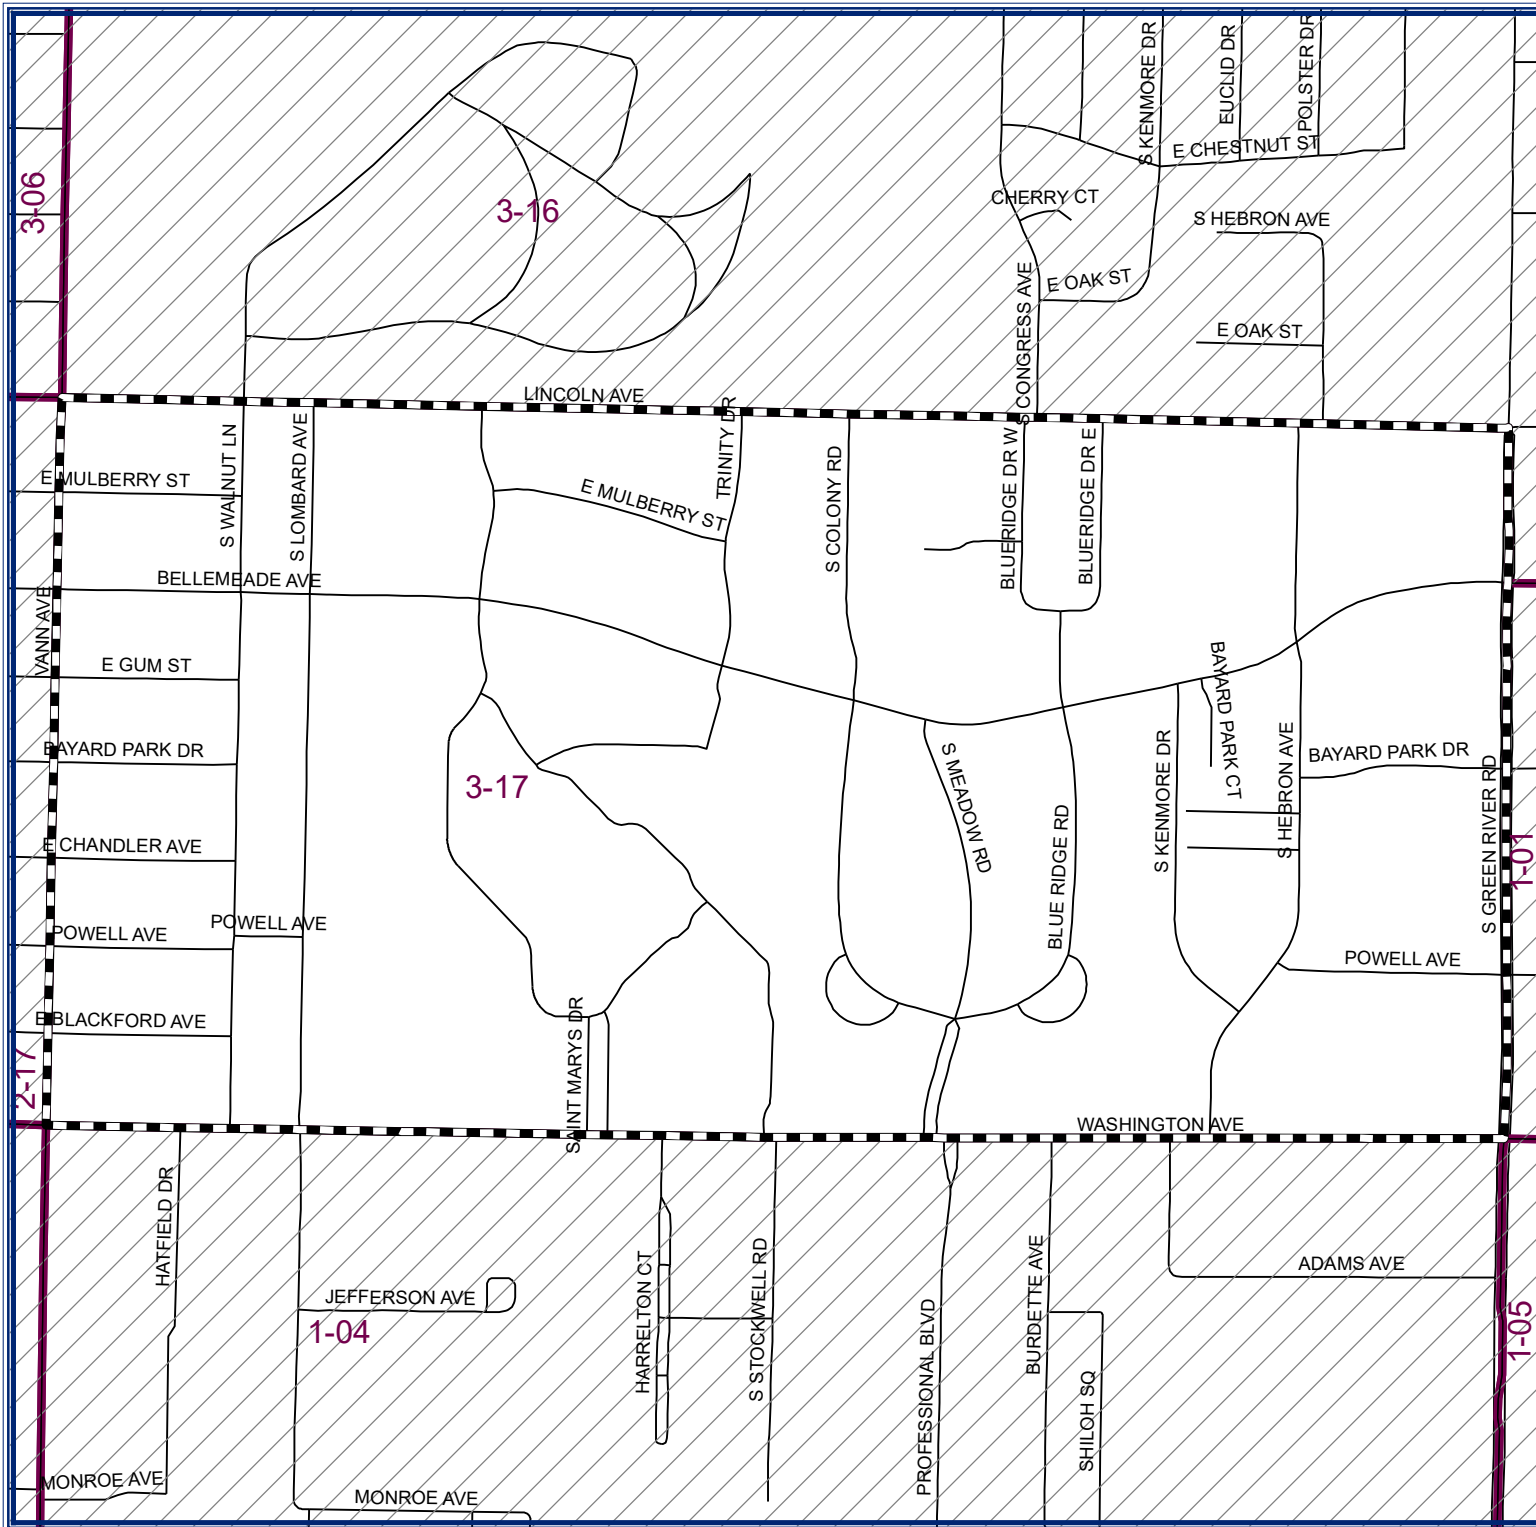 S KENMORE DR
EUCLID DR
POLSTER DR
E CHESTNUT ST
3-06
3-16
CHERRY CT
S HEBRON AVE
S CONGRESS AVE
E OAK ST
E OAK ST
LINCOLN AVE
S WALNUT LN
S LOMBARD AVE
TRINITY DR
E MULBERRY ST
E MULBERRY ST
S COLONY RD
BLUERIDGE DR W
BLUERIDGE DR E
BELLEMEADE AVE
VANN AVE
E GUM ST
BAYARD PARK CT
BAYARD PARK DR
BAYARD PARK DR
3-17
S MEADOW RD
S KENMORE DR
S HEBRON AVE
S GREEN RIVER RD
1-01
E CHANDLER AVE
BLUE RIDGE RD
POWELL AVE
POWELL AVE
POWELL AVE
E BLACKFORD AVE
2-17
SAINT MARYS DR
WASHINGTON AVE
HATFIELD DR
ADAMS AVE
JEFFERSON AVE
1-04
HARRELTON CT
S STOCKWELL RD
PROFESSIONAL BLVD
BURDETTE AVE
SHILOH SQ
1-05
MONROE AVE
MONROE AVE